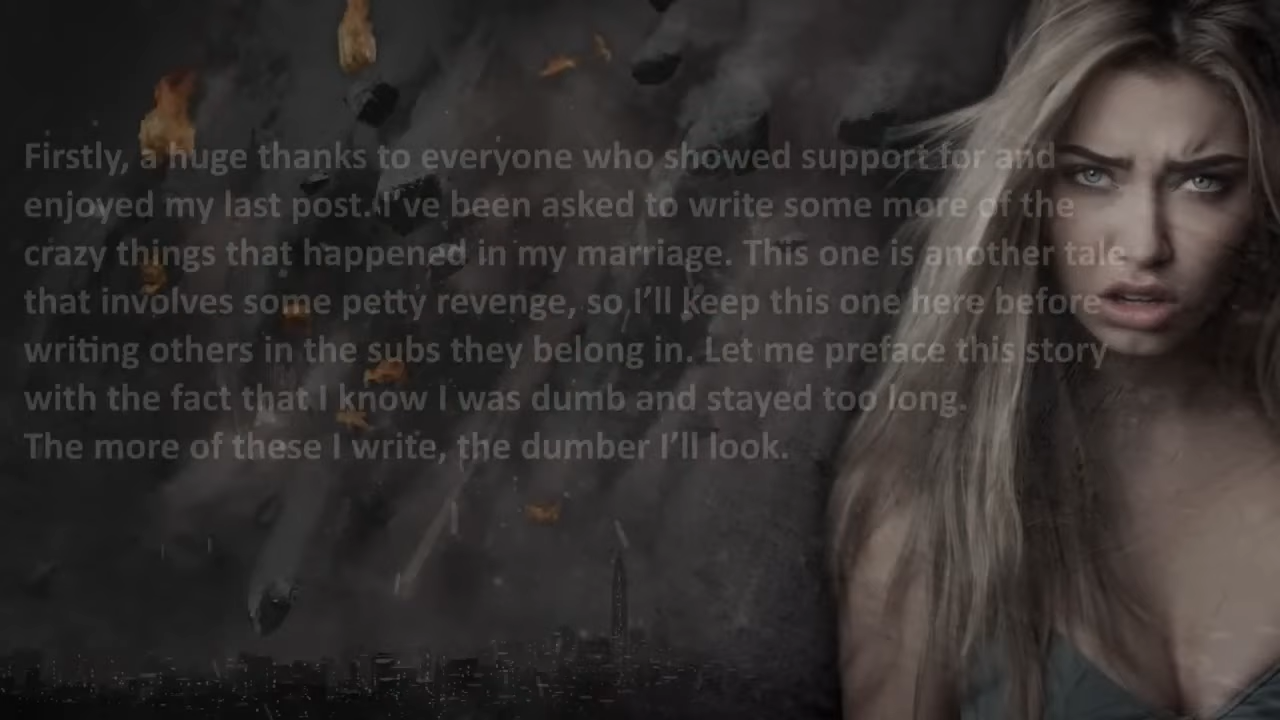 Firstly, a huge thanks to everyone who showed support for and
enjoyed my last post. I’ve been asked to write some more of the
crazy things that happened in my marriage. This one is another tale
that involves some petty revenge, so I’ll keep this one here before
writing others in the subs they belong in. Let me preface this story
with the fact that I know I was dumb and stayed too long.
The more of these I write, the dumber I’ll look.